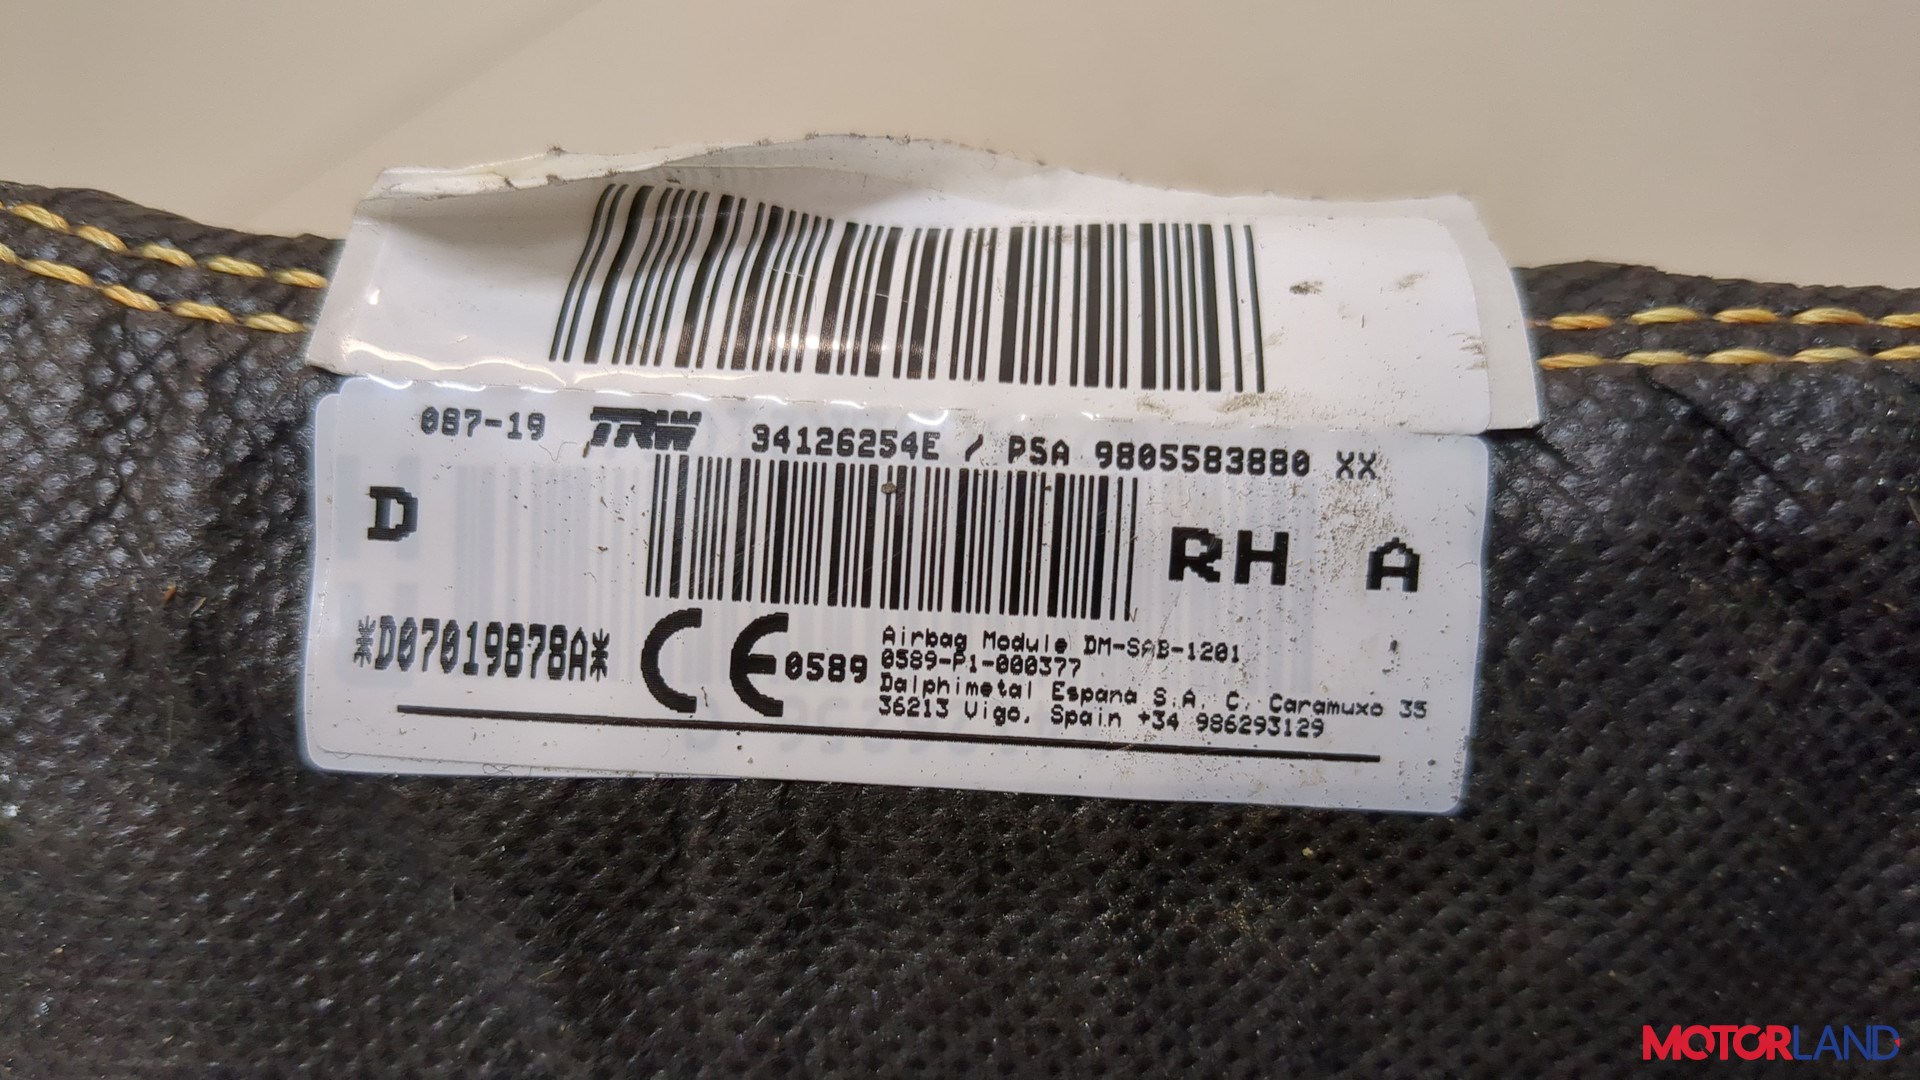 087-19 TRW 34126254E / PSA 9805583880 XX
D RH A
*D07019878A* CE 0589
Airbag Module DM-SAB-1201
0589-P1-000377
Dalphimetal Espana S.A. C. Caramuxo 35
36213 Vigo, Spain +34 986293129
MOTORLAND